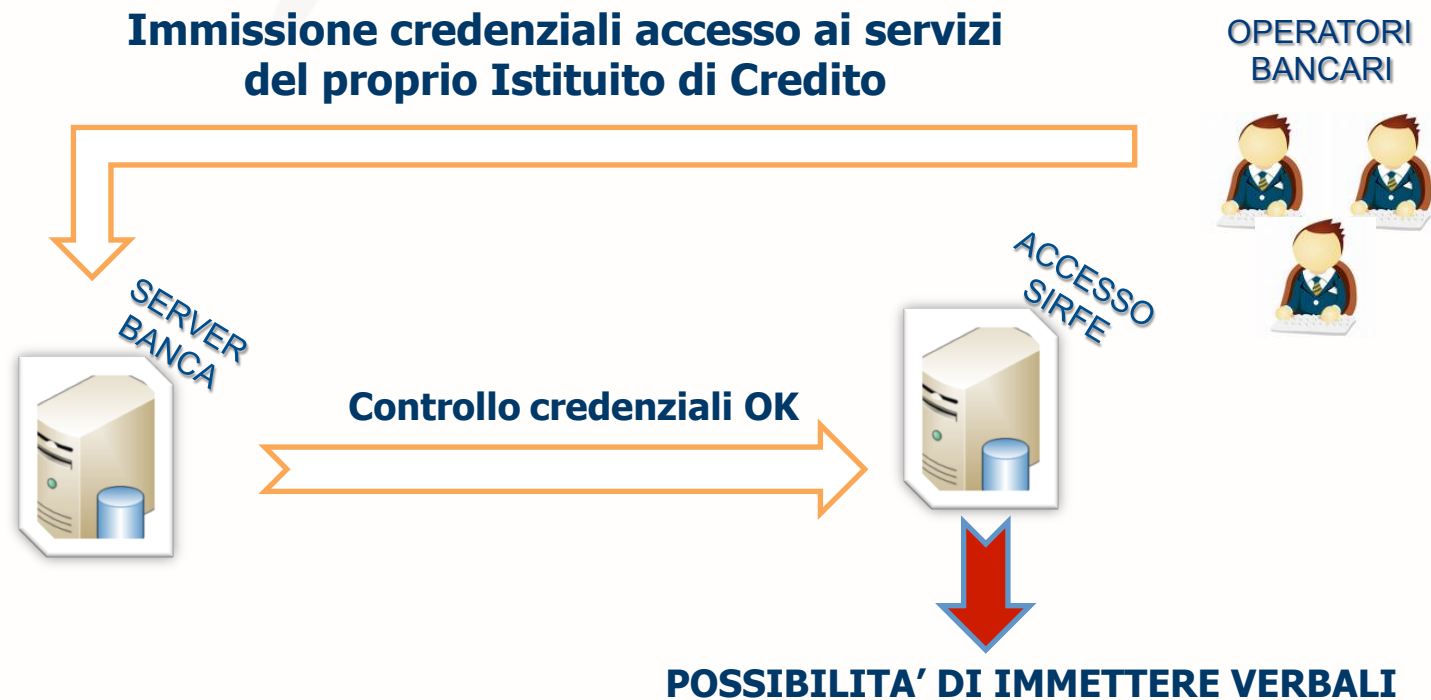 Immissione credenziali accesso ai servizi
del proprio Istituito di Credito
OPERATORI
BANCARI
SERVER
BANCA
ACCESSO
SIRFE
Controllo credenziali OK
POSSIBILITA’ DI IMMETTERE VERBALI